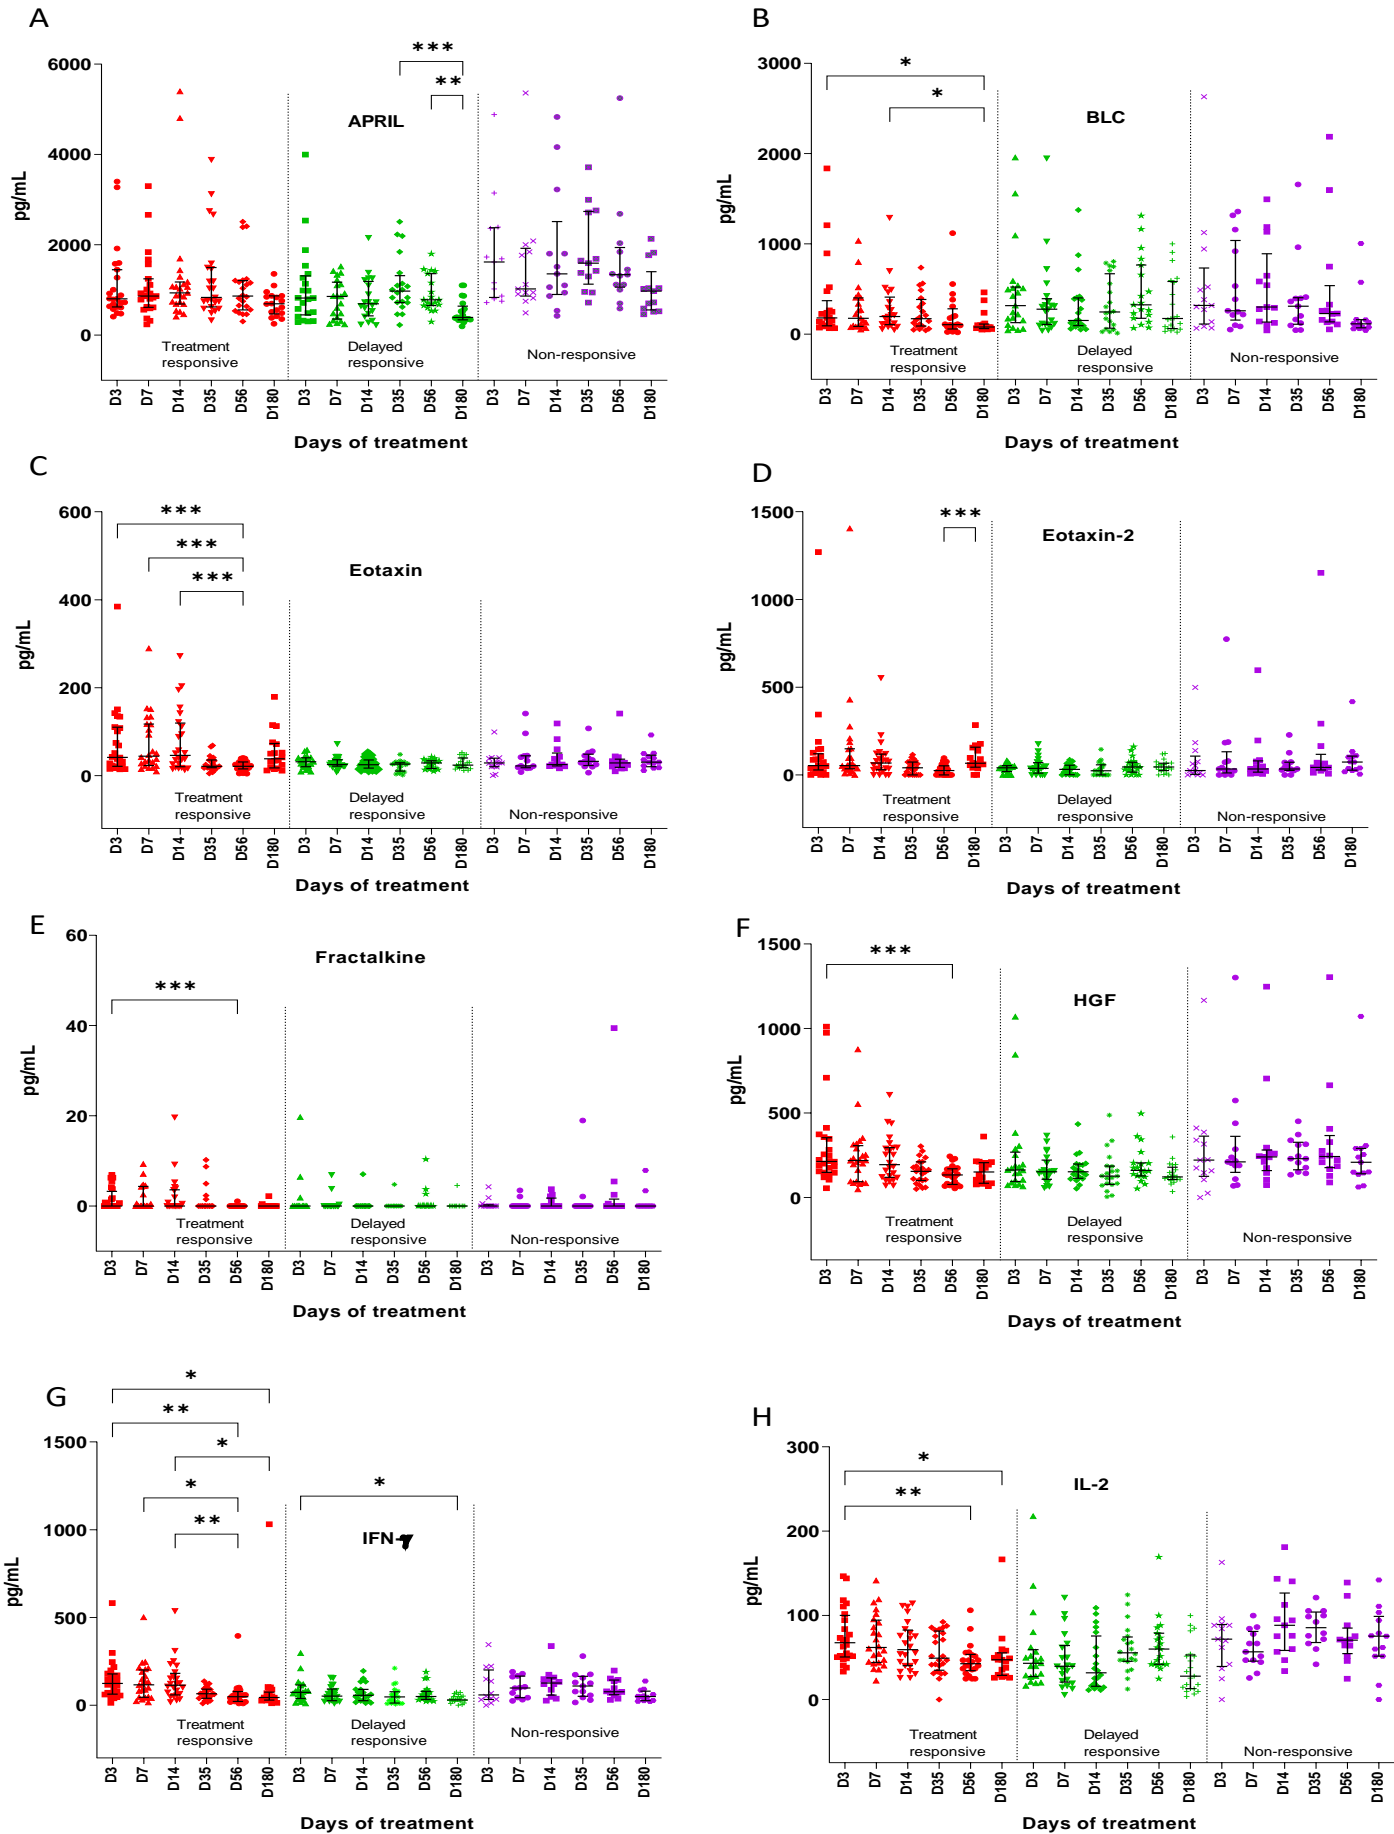 A
***
6000
**
APRIL
4000
pg/mL
2000
0
Treatment
responsive
Delayed
responsive
Non-responsive
D3 D7 D14 D35 D56 D180 D3 D7 D14 D35 D56 D180 D3 D7 D14 D35 D56 D180
Days of treatment
B
3000
*
*
BLC
2000
pg/mL
1000
0
Treatment
responsive
Delayed
responsive
Non-responsive
D3 D7 D14 D35 D56 D180 D3 D7 D14 D35 D56 D180 D3 D7 D14 D35 D56 D180
Days of treatment
C
600
***
***
***
Eotaxin
400
pg/mL
200
0
Treatment
responsive
Delayed
responsive
Non-responsive
D3 D7 D14 D35 D56 D180 D3 D7 D14 D35 D56 D180 D3 D7 D14 D35 D56 D180
Days of treatment
D
1500
***
Eotaxin-2
1000
pg/mL
500
0
Treatment
responsive
Delayed
responsive
Non-responsive
D3 D7 D14 D35 D56 D180 D3 D7 D14 D35 D56 D180 D3 D7 D14 D35 D56 D180
Days of treatment
E
60
Fractalkine
***
40
pg/mL
20
0
Treatment
responsive
Delayed
responsive
Non-responsive
D3 D7 D14 D35 D56 D180 D3 D7 D14 D35 D56 D180 D3 D7 D14 D35 D56 D180
Days of treatment
F
1500
***
HGF
1000
pg/mL
500
0
Treatment
responsive
Delayed
responsive
Non-responsive
D3 D7 D14 D35 D56 D180 D3 D7 D14 D35 D56 D180 D3 D7 D14 D35 D56 D180
Days of treatment
G
*
**
1500
*
*
*
**
IFN-γ
1000
pg/mL
500
0
Treatment
responsive
Delayed
responsive
Non-responsive
D3 D7 D14 D35 D56 D180 D3 D7 D14 D35 D56 D180 D3 D7 D14 D35 D56 D180
Days of treatment
H
300
*
**
IL-2
200
pg/mL
100
0
Treatment
responsive
Delayed
responsive
Non-responsive
D3 D7 D14 D35 D56 D180 D3 D7 D14 D35 D56 D180 D3 D7 D14 D35 D56 D180
Days of treatment